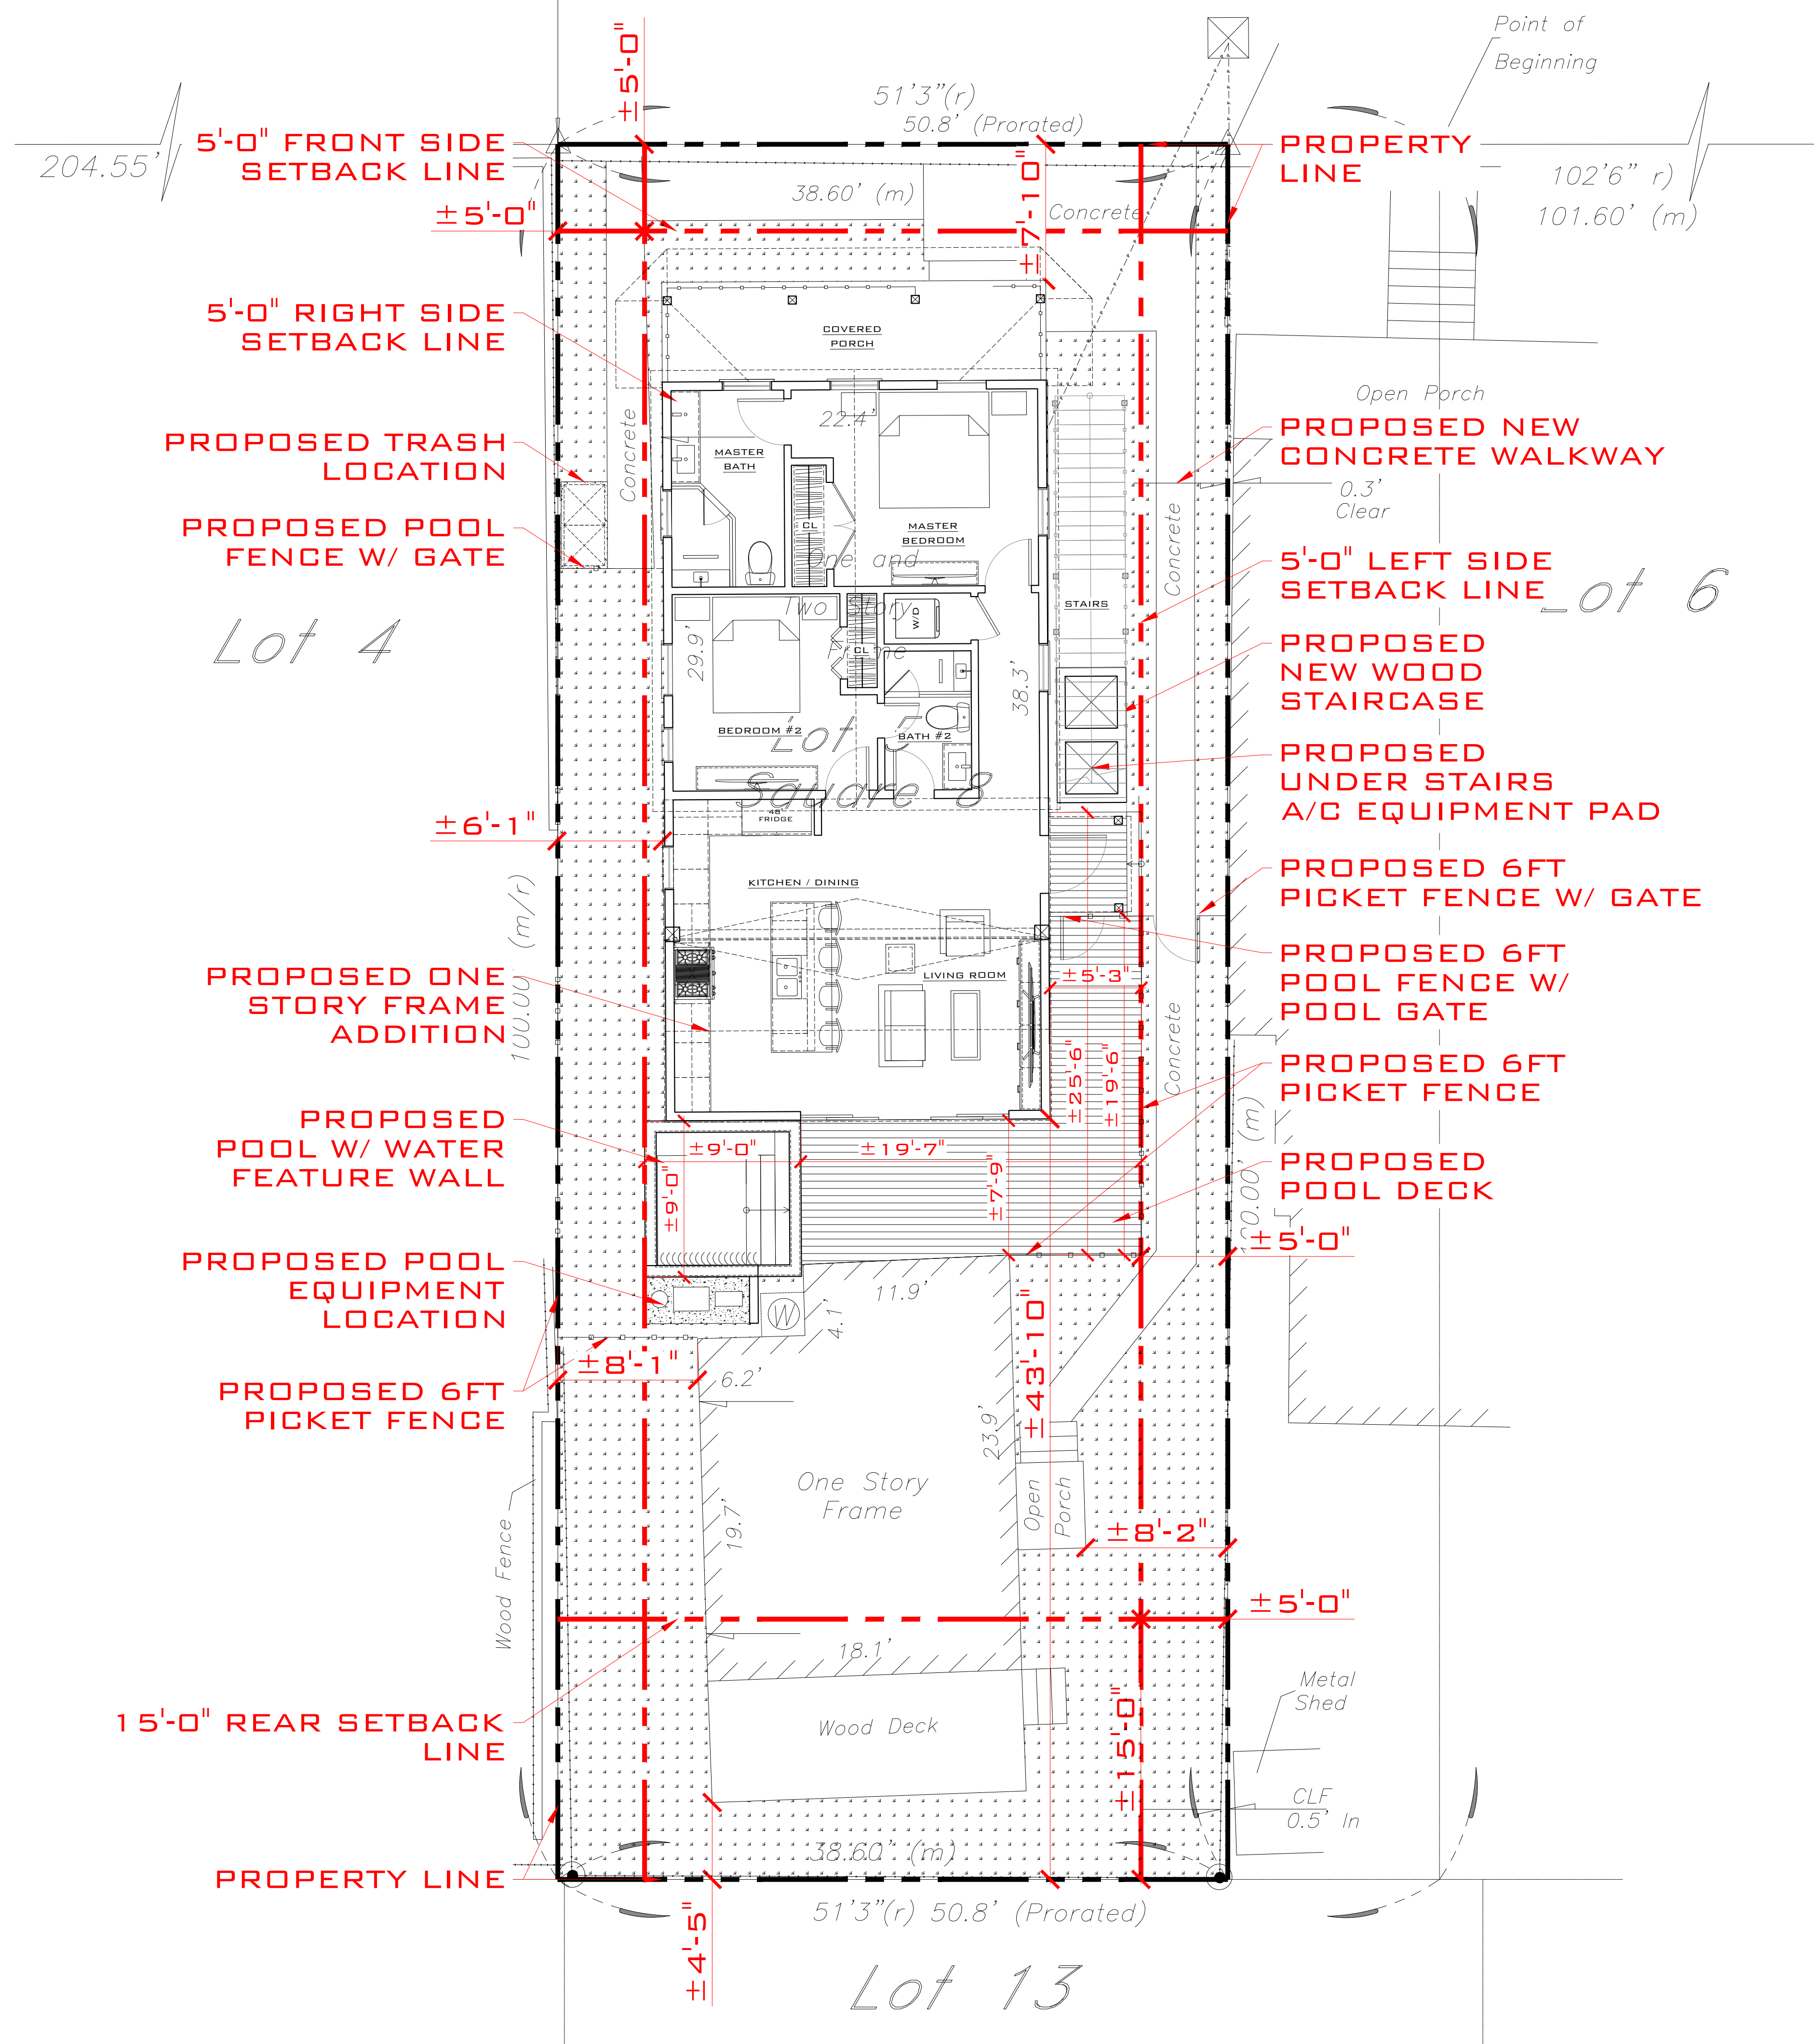 Point of
Beginning
±5'-0"
51'3"(r)
50.8' (Prorated)
204.55'
5'-0" FRONT SIDE
SETBACK LINE
PROPERTY
LINE
102'6" r)
101.60' (m)
38.60' (m)
±5'-0"
±7'-10"
Concrete
5'-0" RIGHT SIDE
SETBACK LINE
COVERED
PORCH
Open Porch
22.4'
Concrete
PROPOSED TRASH
LOCATION
MASTER
BATH
PROPOSED NEW
CONCRETE WALKWAY
0.3'
Clear
PROPOSED POOL
FENCE W/ GATE
CL
MASTER
BEDROOM
Concrete
One and
5'-0" LEFT SIDE
SETBACK LINE
Lot 4
Two Story
W/D
STAIRS
ot 6
29.9'
Frame
CL
38.3'
PROPOSED
NEW WOOD
STAIRCASE
BEDROOM #2
Lot 5
BATH #2
PROPOSED
UNDER STAIRS
A/C EQUIPMENT PAD
Square 8
48"
FRIDGE
±6'-1"
KITCHEN / DINING
PROPOSED 6FT
PICKET FENCE W/ GATE
100.00' (m/r)
PROPOSED ONE
STORY FRAME
ADDITION
LIVING ROOM
±5'-3"
PROPOSED 6FT
POOL FENCE W/
POOL GATE
Concrete
±25'-6"
±19'-6"
PROPOSED 6FT
PICKET FENCE
PROPOSED
POOL W/ WATER
FEATURE WALL
±9'-0"
±19'-7"
±9'-0"
±7'-9"
100.00' (m)
PROPOSED
POOL DECK
±5'-0"
PROPOSED POOL
EQUIPMENT
LOCATION
11.9'
W
4.1'
±43'-10"
±8'-1"
6.2'
PROPOSED 6FT
PICKET FENCE
23.9'
One Story
Frame
Open
Porch
19.7'
Wood Fence
±8'-2"
±5'-0"
18.1'
15'-0" REAR SETBACK
LINE
Wood Deck
±15'-0"
Metal
Shed
CLF
0.5' In
38.60' (m)
PROPERTY LINE
51'3"(r) 50.8' (Prorated)
±4'-5"
Lot 13